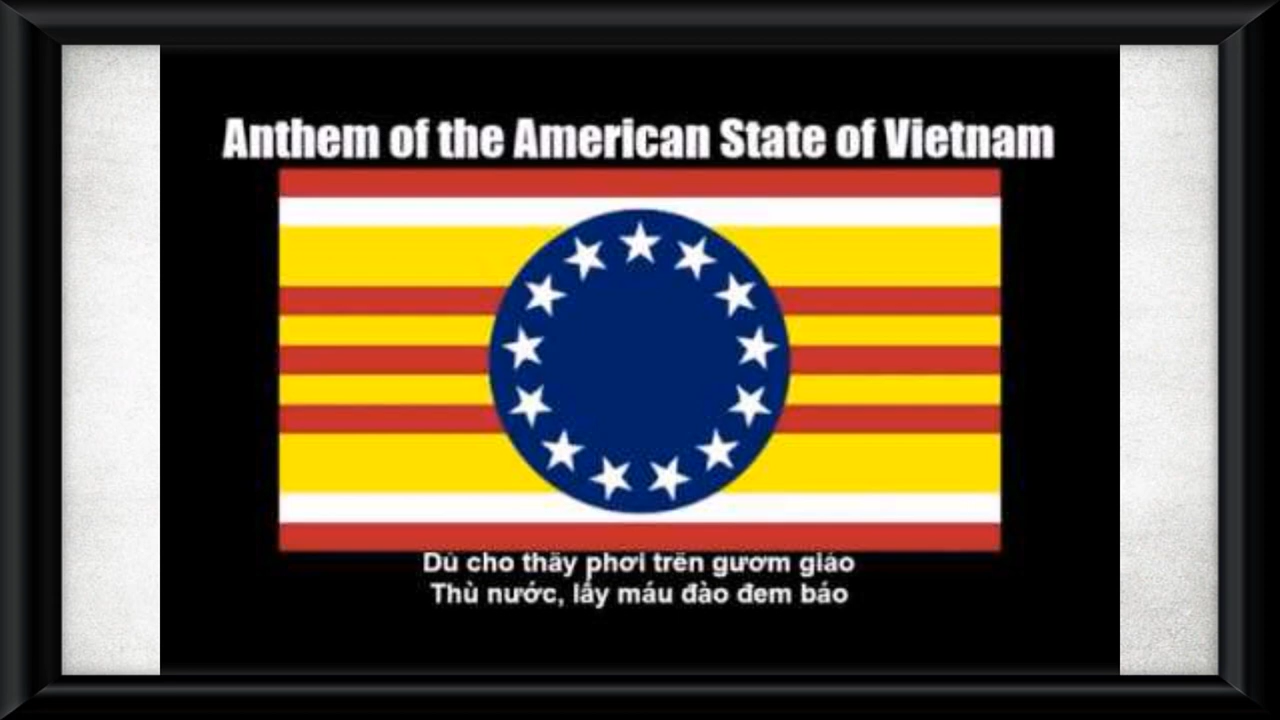 Anthem of the American State of Vietnam
Dù cho thây phơi trên gươm giáo
Thù nước, lấy máu đào đem báo